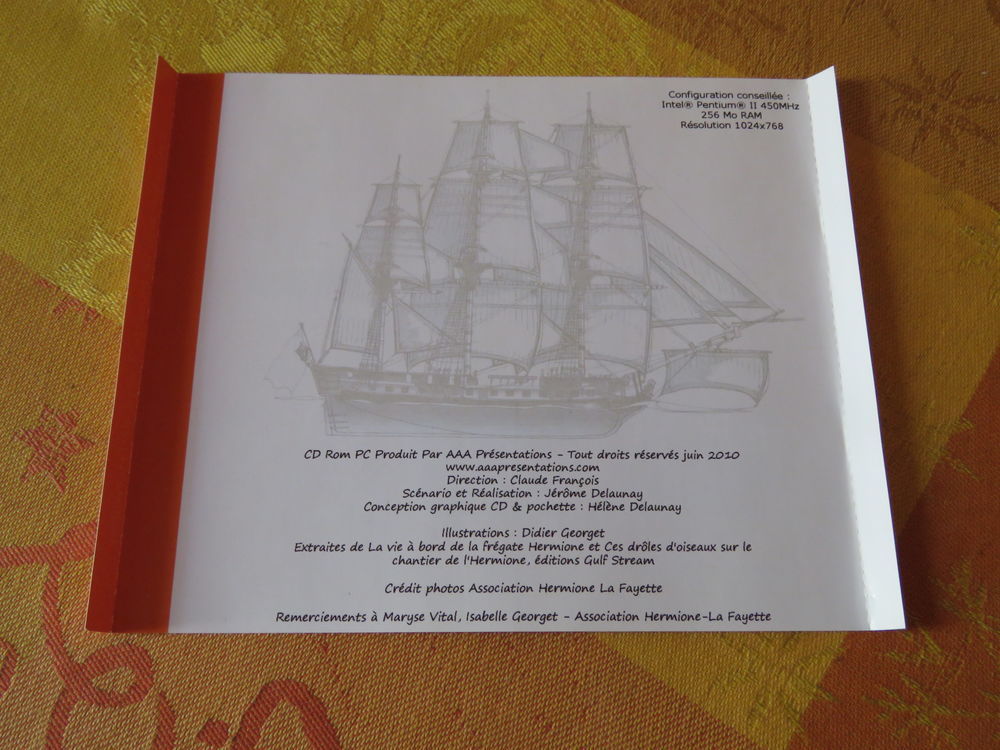 Configuration conseillée :
Intel® Pentium® II 450MHz
256 Mo RAM
Résolution 1024x768
CD Rom PC Produit Par AAA Présentations - Tout droits réservés juin 2010
www.aaapresentations.com
Direction : Claude François
Scénario et Réalisation : Jérôme Delaunay
Conception graphique CD & pochette : Hélène Delaunay
Illustrations : Didier Georget
Extraites de La vie à bord de la frégate Hermione et Ces drôles d'oiseaux sur le
chantier de l'Hermione, éditions Gulf Stream
Crédit photos Association Hermione La Fayette
Remerciements à Maryse Vital, Isabelle Georget - Association Hermione-La Fayette